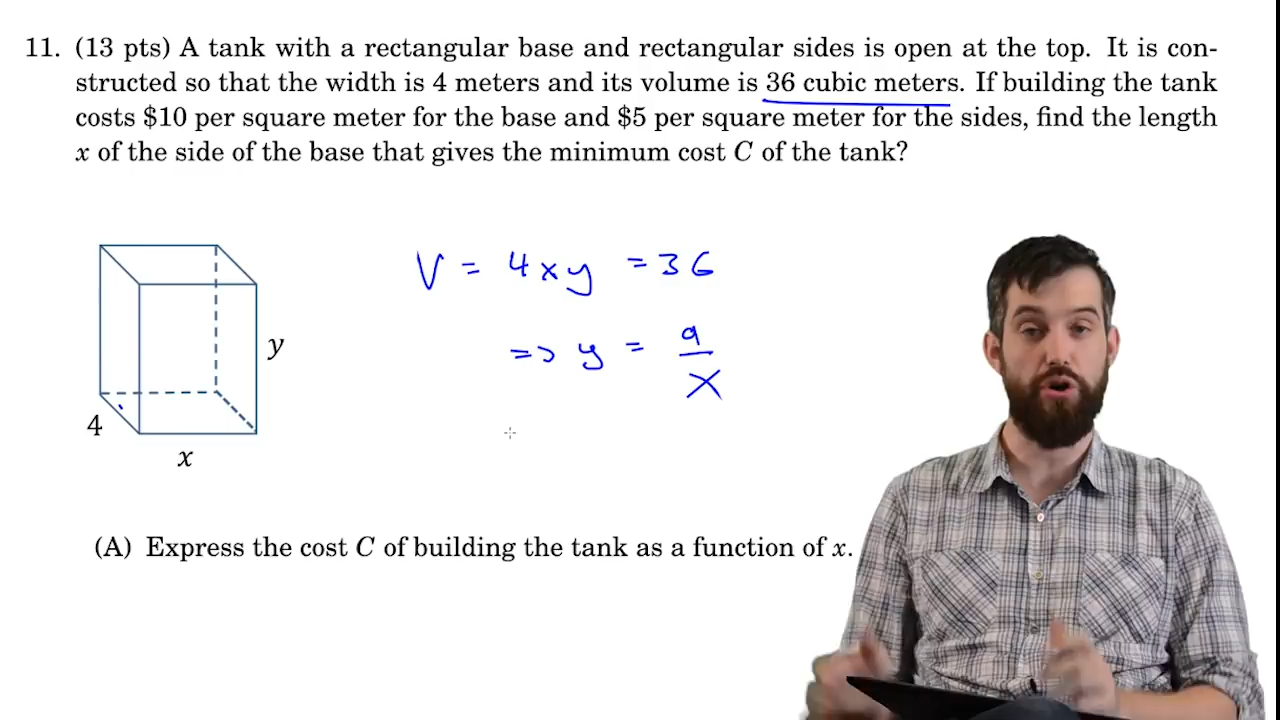 11. (13 pts) A tank with a rectangular base and rectangular sides is open at the top. It is con-
structed so that the width is 4 meters and its volume is 36 cubic meters. If building the tank
costs $10 per square meter for the base and $5 per square meter for the sides, find the length
x of the side of the base that gives the minimum cost C of the tank?
V = 4xy = 36
y
=> y = 9/x
4
x
(A) Express the cost C of building the tank as a function of x.